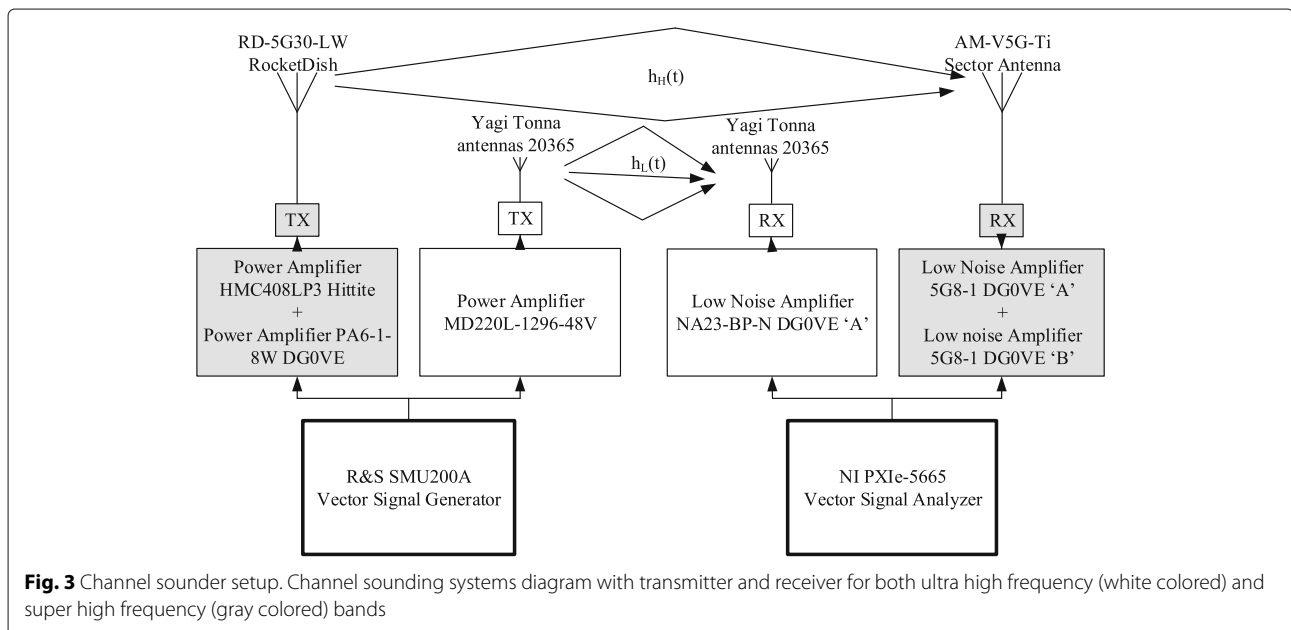 RD-5G30-LW
RocketDish
AM-V5G-Ti
Sector Antenna
hH(t)
Yagi Tonna
antennas 20365
Yagi Tonna
antennas 20365
hL(t)
TX
TX
RX
RX
Power Amplifier
HMC408LP3 Hittite
+
Power Amplifier PA6-1-
8W DG0VE
Power Amplifier
MD220L-1296-48V
Low Noise Amplifier
NA23-BP-N DG0VE ‘A’
Low Noise Amplifier
5G8-1 DG0VE ‘A’
+
Low noise Amplifier
5G8-1 DG0VE ‘B’
R&S SMU200A
Vector Signal Generator
NI PXIe-5665
Vector Signal Analyzer
Fig. 3 Channel sounder setup. Channel sounding systems diagram with transmitter and receiver for both ultra high frequency (white colored) and
super high frequency (gray colored) bands